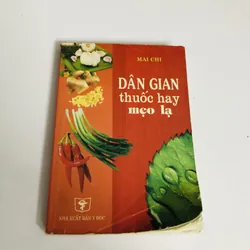 MAI CHI
DÂN GIAN
thuốc hay
mẹo lạ
NHÀ XUẤT BẢN Y HỌC